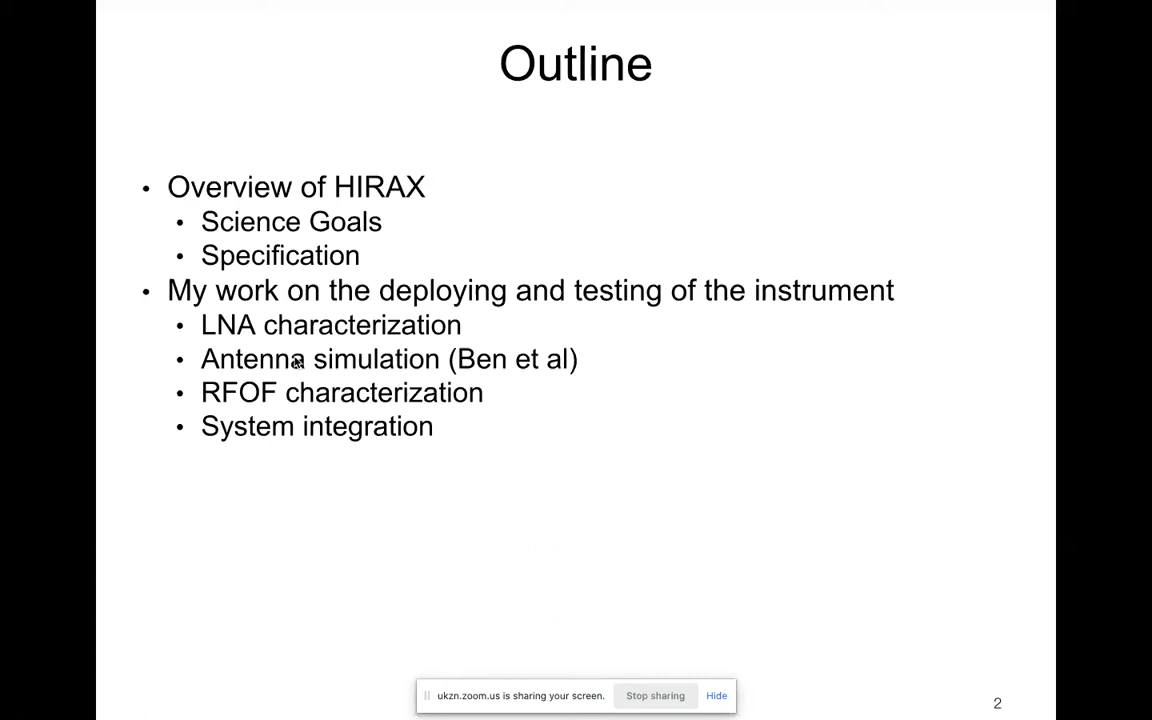 Outline
• Overview of HIRAX
• Science Goals
• Specification
• My work on the deploying and testing of the instrument
• LNA characterization
• Antenna simulation (Ben et al)
• RFOF characterization
• System integration
ukzn.zoom.us is sharing your screen. Stop sharing Hide
2